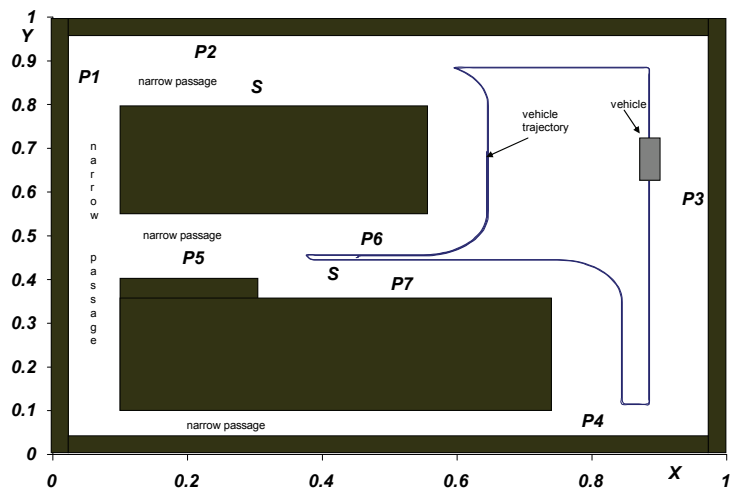 1
Y
P2
0.9
P1
narrow passage
S
0.8
vehicle
vehicle
trajectory
0.7
n
a
r
r
o
w
P3
0.6
0.5
narrow passage
P6
p
a
s
s
a
g
e
P5
0.4
S
P7
0.3
0.2
0.1
narrow passage
P4
0
0
0.2
0.4
0.6
0.8
X
1